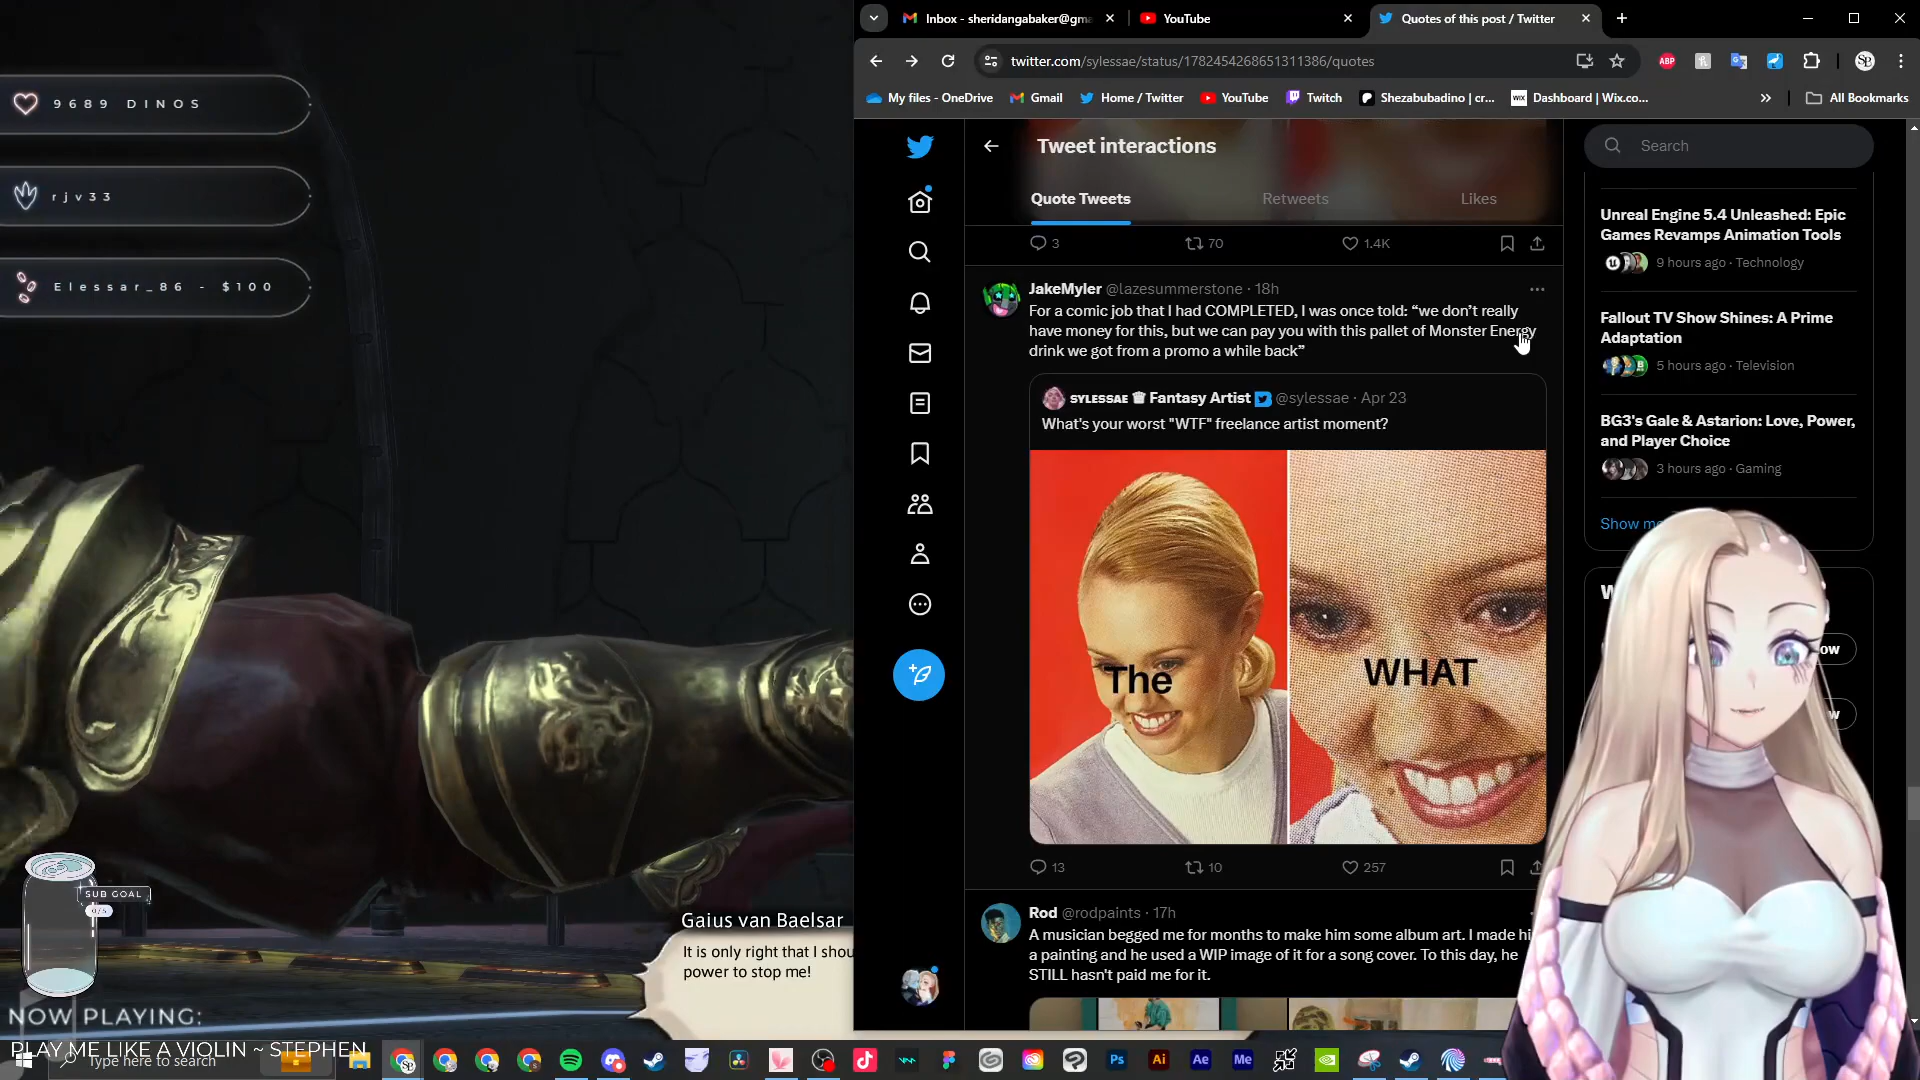 9689 DINOS
rjv33
Elessar_86 - $100
SUB GOAL
0/5
NOW PLAYING:
PLAY ME LIKE A VIOLIN ~ STEPHEN
Gaius van Baelsar
It is only right that I shou
power to stop me!
Inbox - sheridangabaker@gm
YouTube
Quotes of this post / Twitter
twitter.com/sylessae/status/1782454268651311386/quotes
ABP
My files - OneDrive
Gmail
Home / Twitter
YouTube
Twitch
Shezabubadino | cr...
WIX
Dashboard | Wix.co...
All Bookmarks
Tweet interactions
Quote Tweets
Retweets
Likes
3
70
1.4K
JakeMyler @lazesummerstone · 18h
For a comic job that I had COMPLETED, I was once told: “we don’t really
have money for this, but we can pay you with this pallet of Monster Energy
drink we got from a promo a while back”
SYLESSAE Fantasy Artist @sylessae · Apr 23
What's your worst "WTF" freelance artist moment?
The
WHAT
13
10
257
Rod @rodpaints · 17h
A musician begged me for months to make him some album art. I made hi
a painting and he used a WIP image of it for a song cover. To this day, he
STILL hasn't paid me for it.
Search
Unreal Engine 5.4 Unleashed: Epic
Games Revamps Animation Tools
9 hours ago · Technology
Fallout TV Show Shines: A Prime
Adaptation
5 hours ago · Television
BG3's Gale & Astarion: Love, Power,
and Player Choice
3 hours ago · Gaming
Show m
W
ow
w
Type here to search
Ps
Ai
Ae
Me